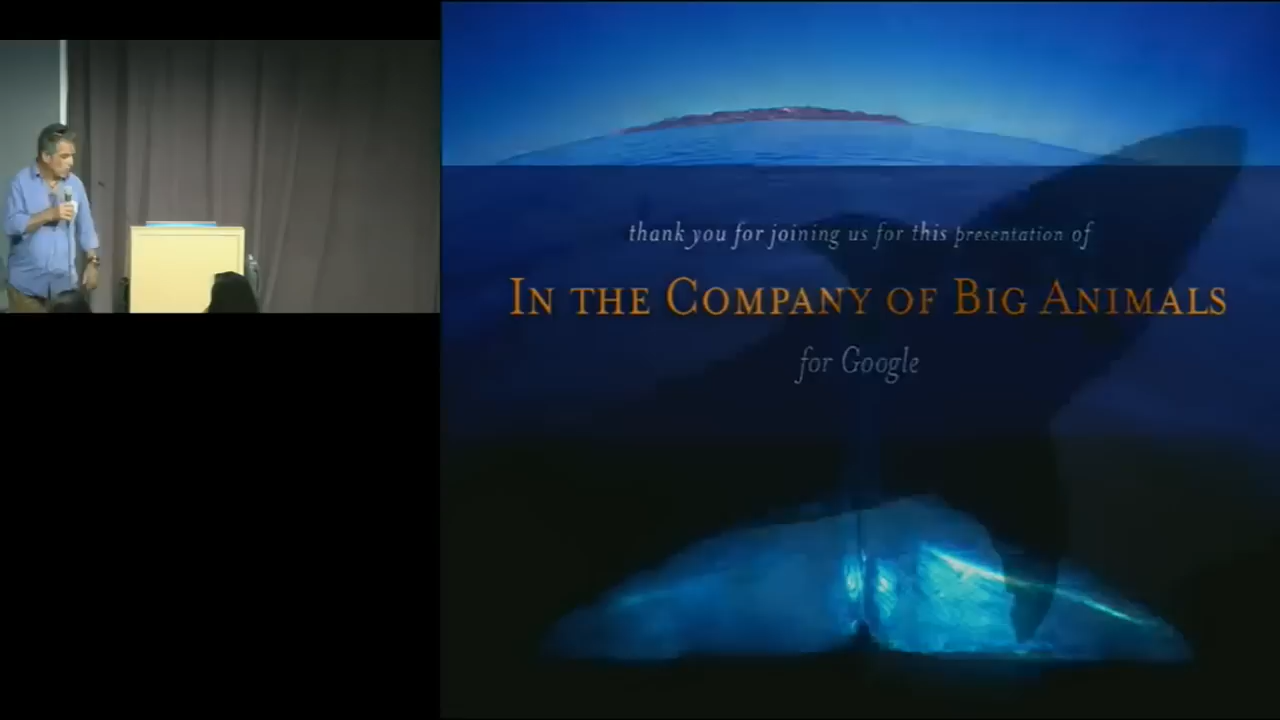 thank you for joining us for this presentation of
IN THE COMPANY OF BIG ANIMALS
for Google